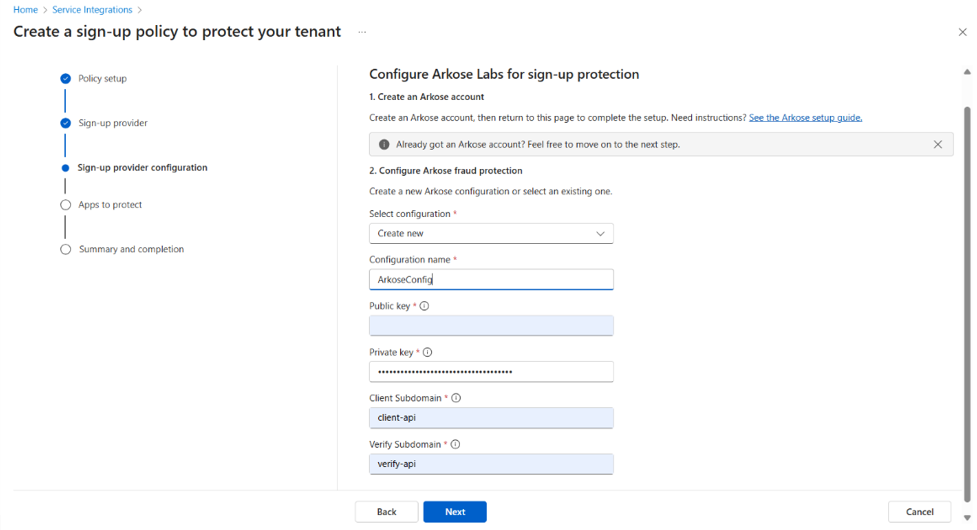 Home > Service Integrations >
Create a sign-up policy to protect your tenant ...
Policy setup
Sign-up provider
Sign-up provider configuration
Apps to protect
Summary and completion
Configure Arkose Labs for sign-up protection
1. Create an Arkose account
Create an Arkose account, then return to this page to complete the setup. Need instructions? See the Arkose setup guide.
Already got an Arkose account? Feel free to move on to the next step.
2. Configure Arkose fraud protection
Create a new Arkose configuration or select an existing one.
Select configuration *
Create new
Configuration name *
ArkoseConfig
Public key *
Private key *
••••••••••••••••••••••••••••••••••••
Client Subdomain *
client-api
Verify Subdomain *
verify-api
Back
Next
Cancel